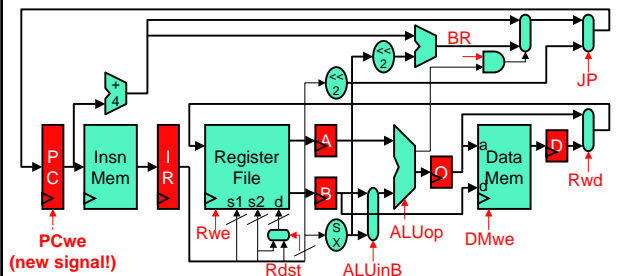 <<
2
BR
<<
2
JP
+
4
P
C
Insn
Mem
I
R
Register
File
s1 s2 d
A
B
S
X
O
a
d
Data
Mem
D
Rwd
Rwe
ALUop
DMwe
PCwe
(new signal!)
Rdst
ALUinB